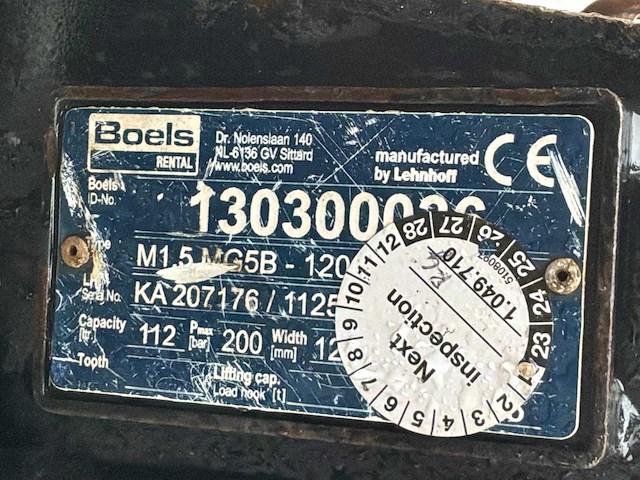 Boels
RENTAL
Dr. Nolenslaan 140
NL-6136 GV Sittard
www.boels.com
manufactured
by Lehnhoff
CE
Boels
ID-No.
130300026
Type
M1,5 MG5B - 120
Serial No.
KA 207176 / 1125
Capacity
[ltr.
112
Pmax
[bar]
200
Width
[mm]
12
Tooth
Lifting cap.
Load hook [t]
Next
inspection
1.049.710
5108097
1 2 3 4 5 6 7 8 9 10 11 12
28 27 26 25 24 23